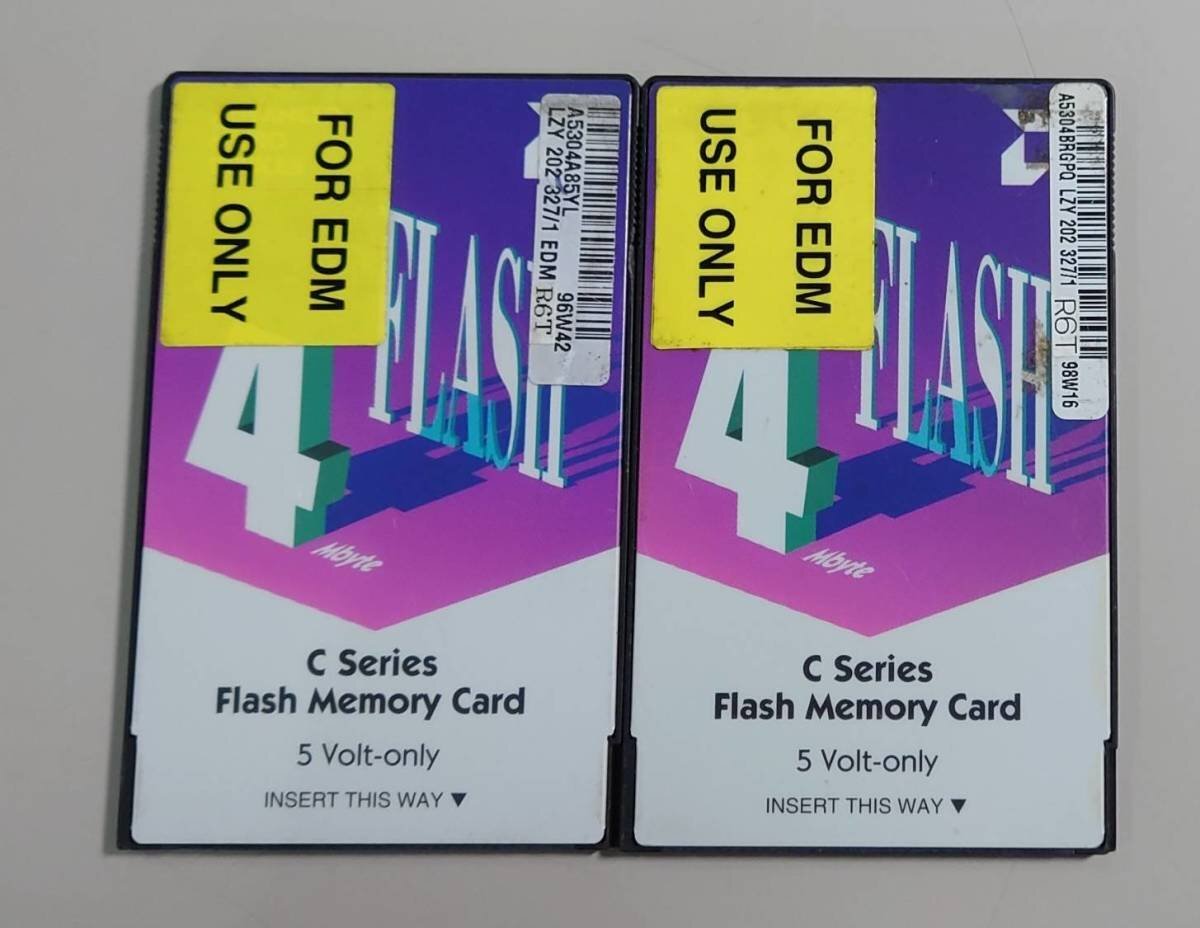 FOR EDM
USE ONLY
A5304A85YL
LZY 202 327/1 EDM
96W42
R6T
FLASH
4
Mbyte
C Series
Flash Memory Card
5 Volt-only
INSERT THIS WAY ▼
FOR EDM
USE ONLY
A5304BRGPQ LZY 202 327/1 R6T 98W16
FLASH
4
Mbyte
C Series
Flash Memory Card
5 Volt-only
INSERT THIS WAY ▼